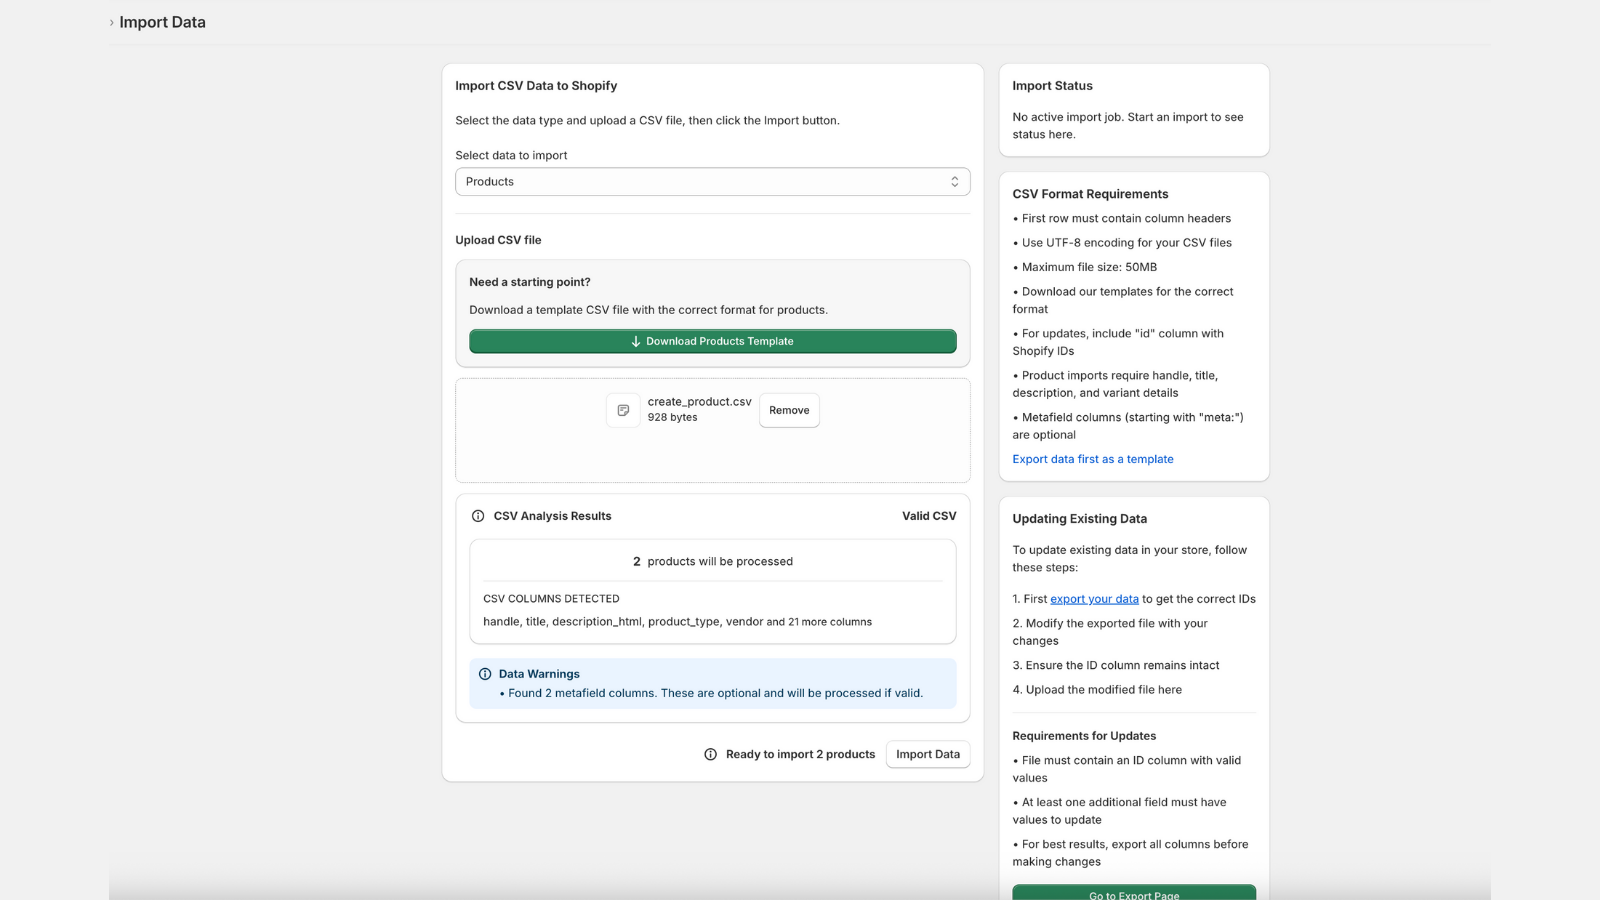 Import Data
Import CSV Data to Shopify
Select the data type and upload a CSV file, then click the Import button.
Select data to import
Products
Upload CSV file
Need a starting point?
Download a template CSV file with the correct format for products.
Download Products Template
create_product.csv
928 bytes
Remove
CSV Analysis Results
Valid CSV
2 products will be processed
CSV COLUMNS DETECTED
handle, title, description_html, product_type, vendor and 21 more columns
Data Warnings
• Found 2 metafield columns. These are optional and will be processed if valid.
Ready to import 2 products
Import Data
Import Status
No active import job. Start an import to see
status here.
CSV Format Requirements
• First row must contain column headers
• Use UTF-8 encoding for your CSV files
• Maximum file size: 50MB
• Download our templates for the correct
format
• For updates, include "id" column with
Shopify IDs
• Product imports require handle, title,
description, and variant details
• Metafield columns (starting with "meta:")
are optional
Export data first as a template
Updating Existing Data
To update existing data in your store, follow
these steps:
1. First export your data to get the correct IDs
2. Modify the exported file with your
changes
3. Ensure the ID column remains intact
4. Upload the modified file here
Requirements for Updates
• File must contain an ID column with valid
values
• At least one additional field must have
values to update
• For best results, export all columns before
making changes
Go to Export Page